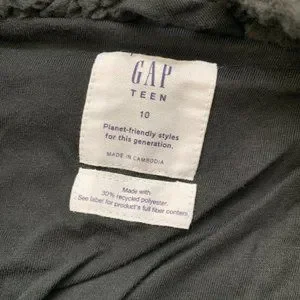 GAP
TEEN
10
Planet-friendly styles
for this generation.
MADE IN CAMBODIA
Made with
30% recycled polyester.
See label for product's full fiber content.